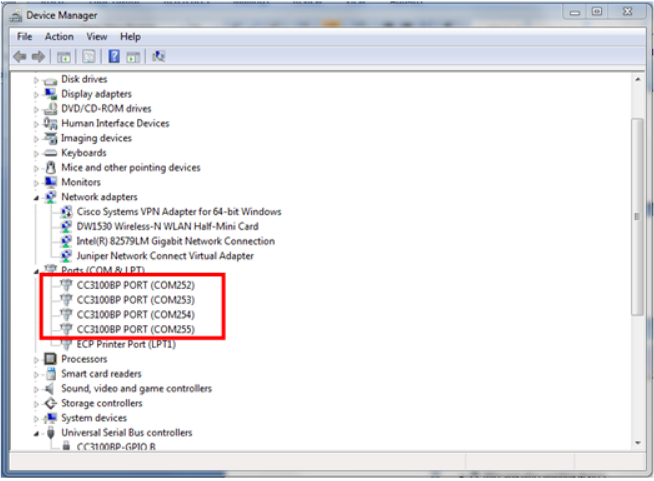 Device Manager
File Action View Help
Disk drives
Display adapters
DVD/CD-ROM drives
Human Interface Devices
Imaging devices
Keyboards
Mice and other pointing devices
Monitors
Network adapters
Cisco Systems VPN Adapter for 64-bit Windows
DW1530 Wireless-N WLAN Half-Mini Card
Intel(R) 82579LM Gigabit Network Connection
Juniper Network Connect Virtual Adapter
Ports (COM & LPT)
CC3100BP PORT (COM252)
CC3100BP PORT (COM253)
CC3100BP PORT (COM254)
CC3100BP PORT (COM255)
ECP Printer Port (LPT1)
Processors
Smart card readers
Sound, video and game controllers
Storage controllers
System devices
Universal Serial Bus controllers
CC3100BP-GPIO B